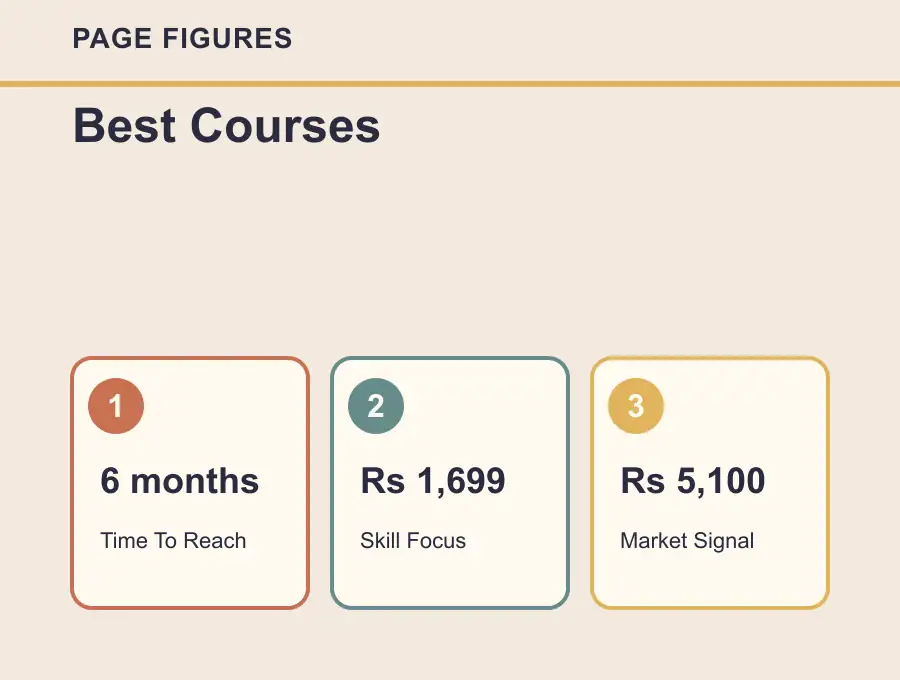 PAGE FIGURES
Best Courses
1
6 months
Time To Reach
2
Rs 1,699
Skill Focus
3
Rs 5,100
Market Signal